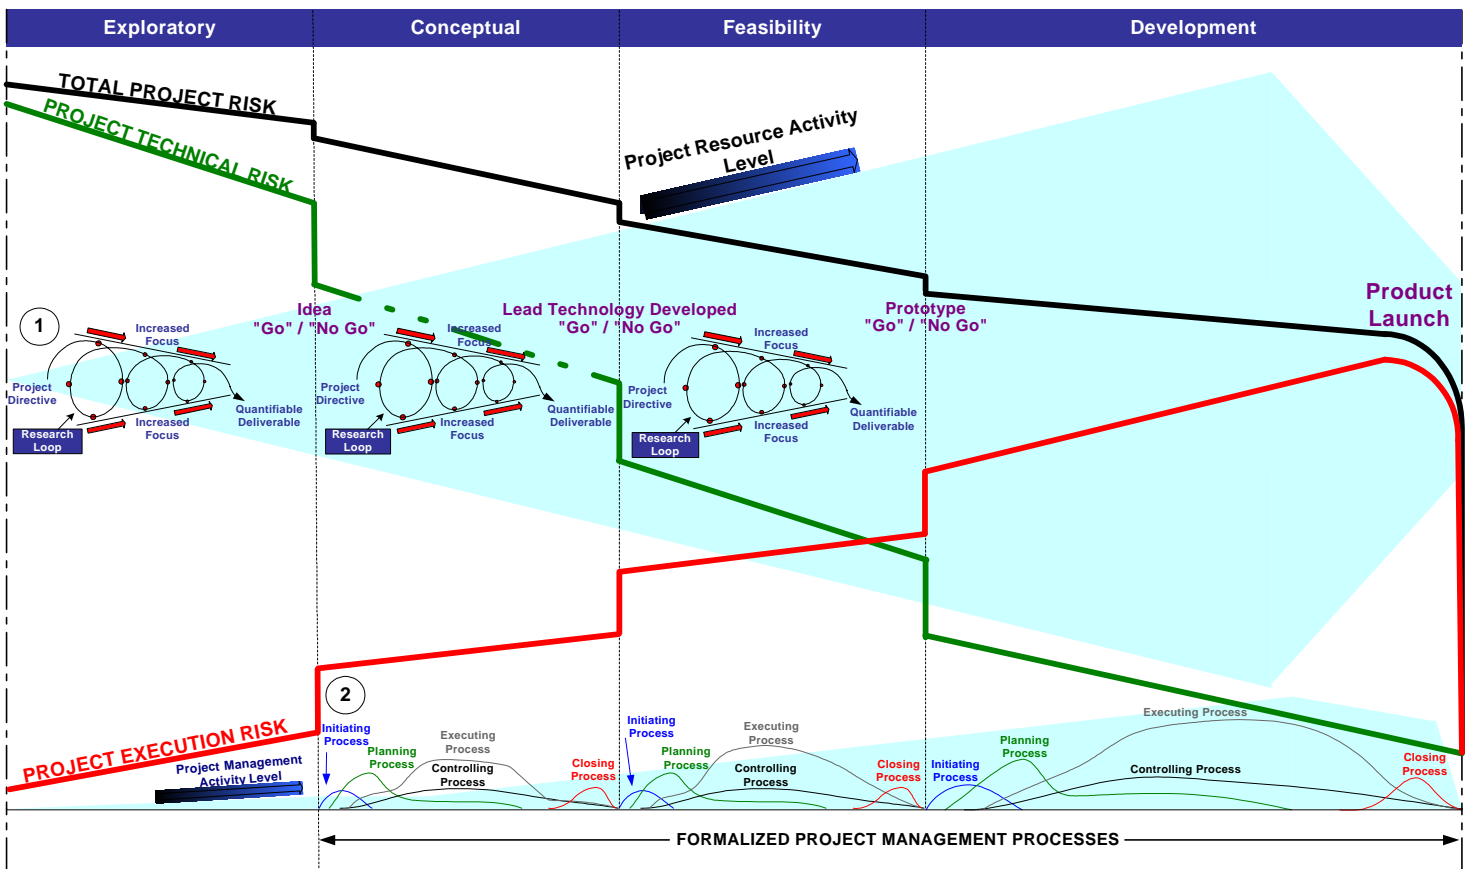 Exploratory
Conceptual
Feasibility
Development
TOTAL PROJECT RISK
PROJECT TECHNICAL RISK
Project Resource Activity
Level
Idea
"Go" / "No Go"
Lead Technology Developed
"Go" / "No Go"
Prototype
"Go" / "No Go"
Product
Launch
1
Increased
Focus
Project
Directive
Quantifiable
Deliverable
Research
Loop
Increased
Focus
Increased
Focus
Project
Directive
Quantifiable
Deliverable
Research
Loop
Increased
Focus
Increased
Focus
Project
Directive
Quantifiable
Deliverable
Research
Loop
Increased
Focus
2
PROJECT EXECUTION RISK
Project Management
Activity Level
Initiating
Process
Planning
Process
Executing
Process
Controlling
Process
Closing
Process
Initiating
Process
Planning
Process
Executing
Process
Controlling
Process
Closing
Process
Initiating
Process
Planning
Process
Executing Process
Controlling Process
Closing
Process
FORMALIZED PROJECT MANAGEMENT PROCESSES